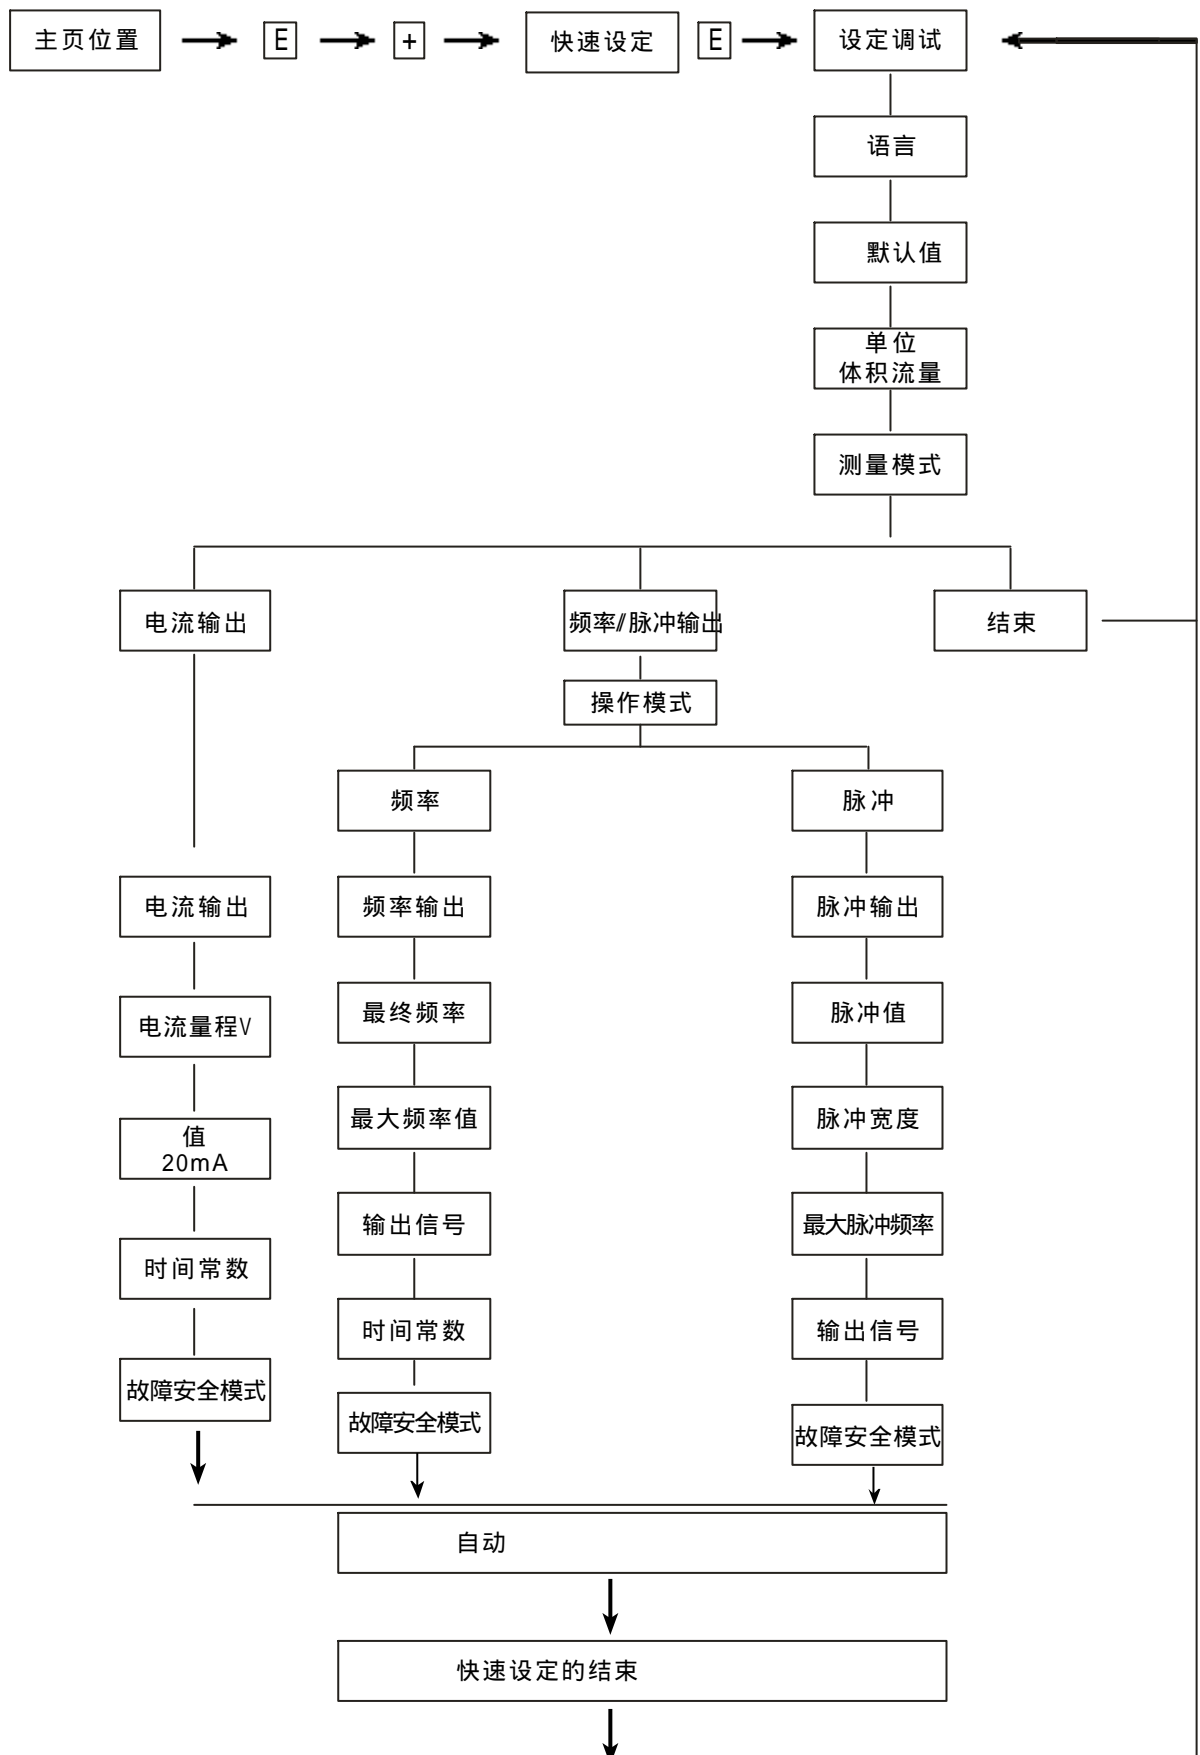 主页位置
E
+
快速设定
E
设定调试
语言
默认值
单位
体积流量
测量模式
电流输出
频率/脉冲输出
结束
操作模式
频率
脉冲
电流输出
频率输出
脉冲输出
电流量程V
最终频率
脉冲值
值
20mA
最大频率值
脉冲宽度
时间常数
输出信号
最大脉冲频率
故障安全模式
时间常数
输出信号
故障安全模式
故障安全模式
自动
快速设定的结束